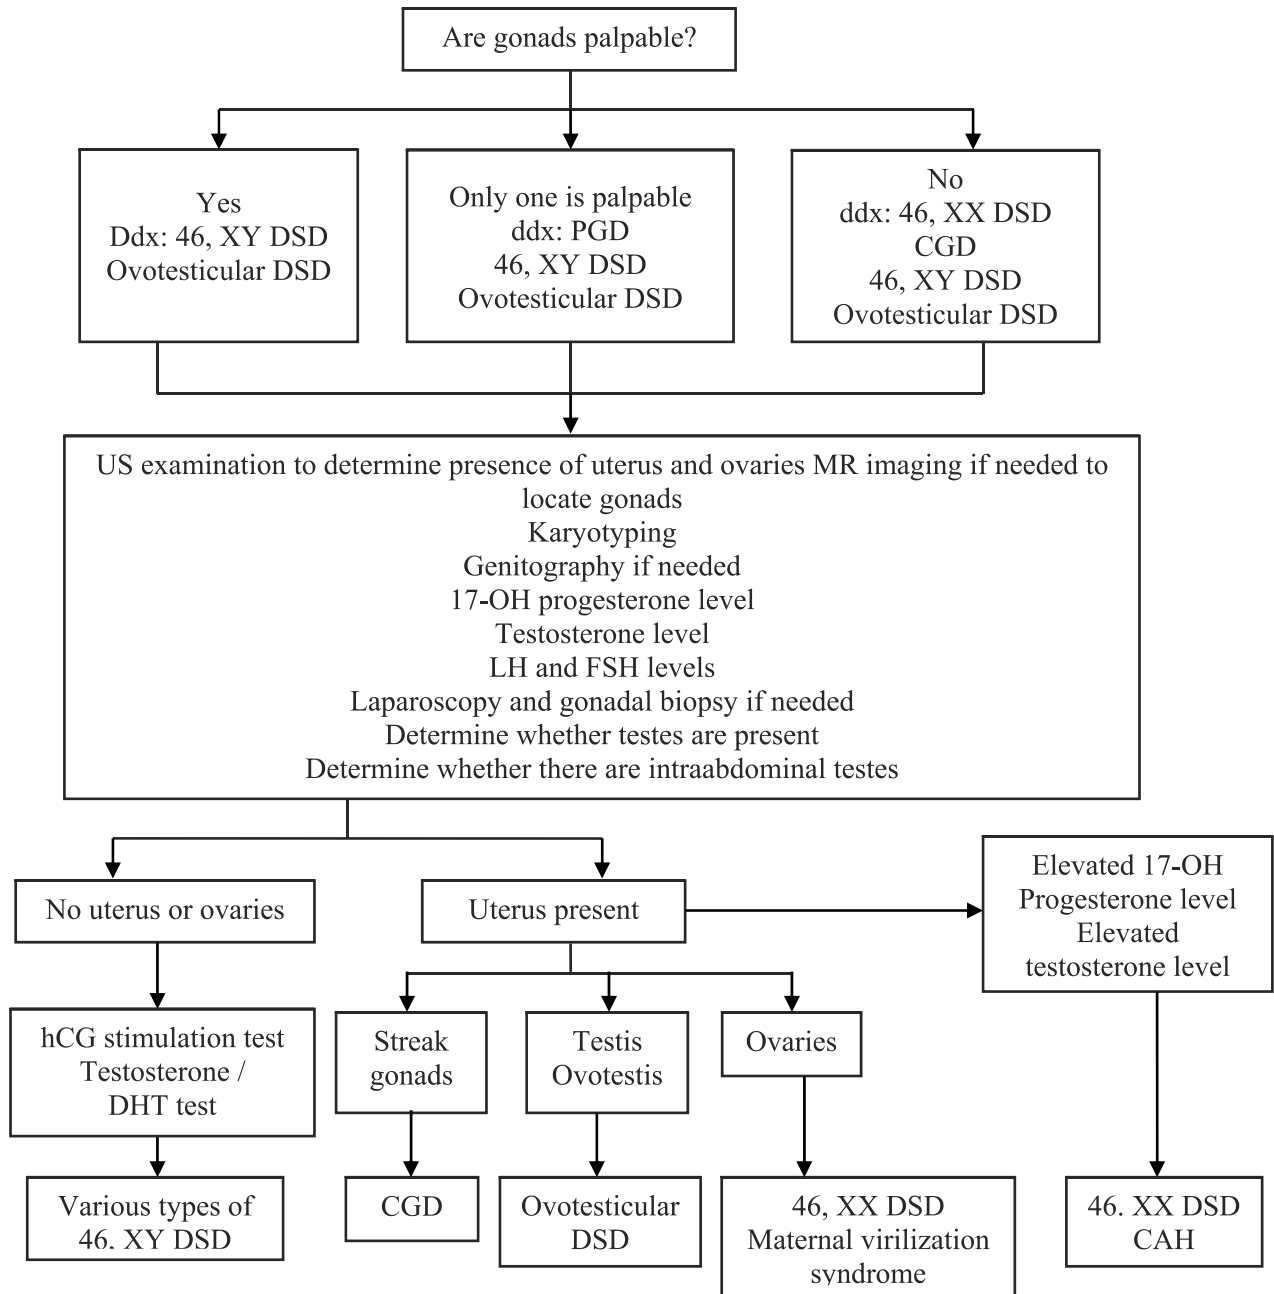 Are gonads palpable?
Yes
Ddx: 46, XY DSD
Ovotesticular DSD
Only one is palpable
ddx: PGD
46, XY DSD
Ovotesticular DSD
No
ddx: 46, XX DSD
CGD
46, XY DSD
Ovotesticular DSD
US examination to determine presence of uterus and ovaries MR imaging if needed to
locate gonads
Karyotyping
Genitography if needed
17-OH progesterone level
Testosterone level
LH and FSH levels
Laparoscopy and gonadal biopsy if needed
Determine whether testes are present
Determine whether there are intraabdominal testes
No uterus or ovaries
Uterus present
Elevated 17-OH
Progesterone level
Elevated
testosterone level
hCG stimulation test
Testosterone /
DHT test
Streak
gonads
Testis
Ovotestis
Ovaries
Various types of
46, XY DSD
CGD
Ovotesticular
DSD
46, XX DSD
Maternal virilization
syndrome
46. XX DSD
CAH